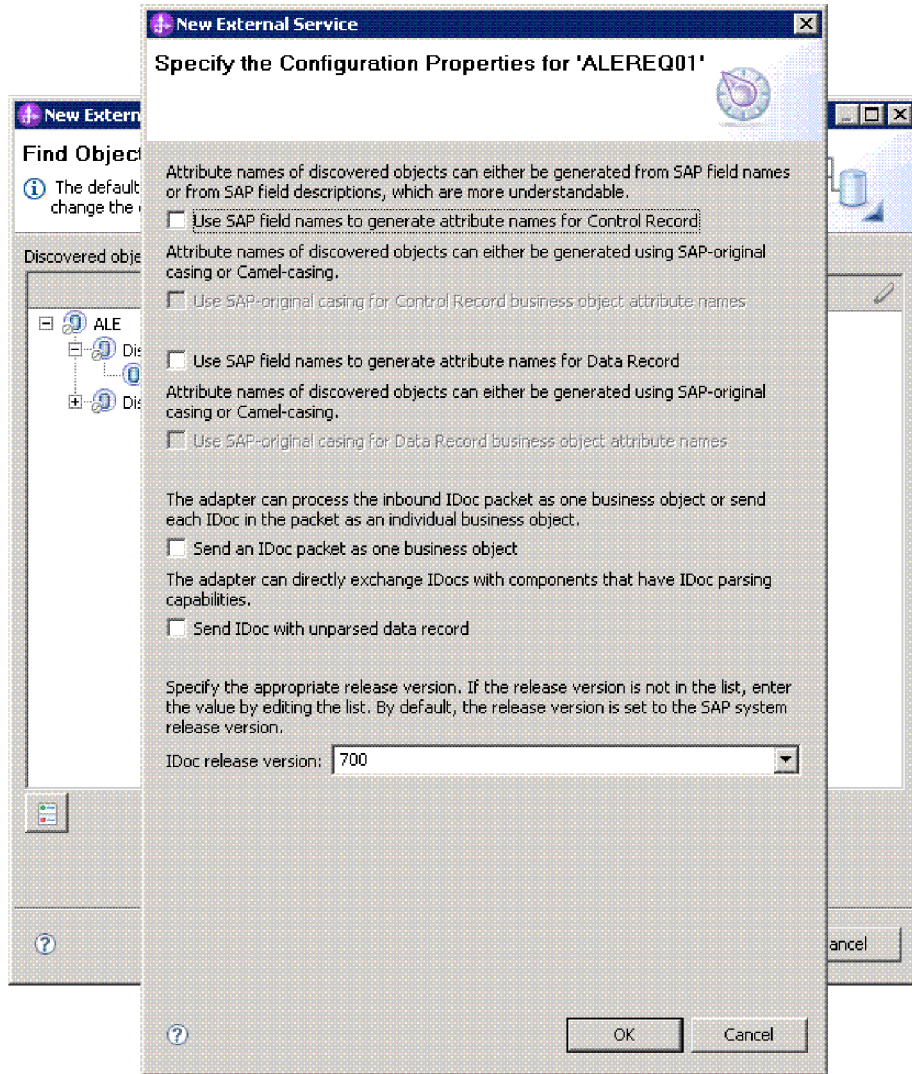 New External Service
Specify the Configuration Properties for 'ALEREQ01'
New Extern
Find Object
The default
change the
Discovered obje
ALE
Dis
Dis
Attribute names of discovered objects can either be generated from SAP field names
or from SAP field descriptions, which are more understandable.
Use SAP field names to generate attribute names for Control Record
Attribute names of discovered objects can either be generated using SAP-original
casing or Camel-casing.
Use SAP-original casing for Control Record business object attribute names
Use SAP field names to generate attribute names for Data Record
Attribute names of discovered objects can either be generated using SAP-original
casing or Camel-casing.
Use SAP-original casing for Data Record business object attribute names
The adapter can process the inbound IDoc packet as one business object or send
each IDoc in the packet as an individual business object.
Send an IDoc packet as one business object
The adapter can directly exchange IDocs with components that have IDoc parsing
capabilities.
Send IDoc with unparsed data record
Specify the appropriate release version. If the release version is not in the list, enter
the value by editing the list. By default, the release version is set to the SAP system
release version.
IDoc release version: 700
ancel
OK Cancel